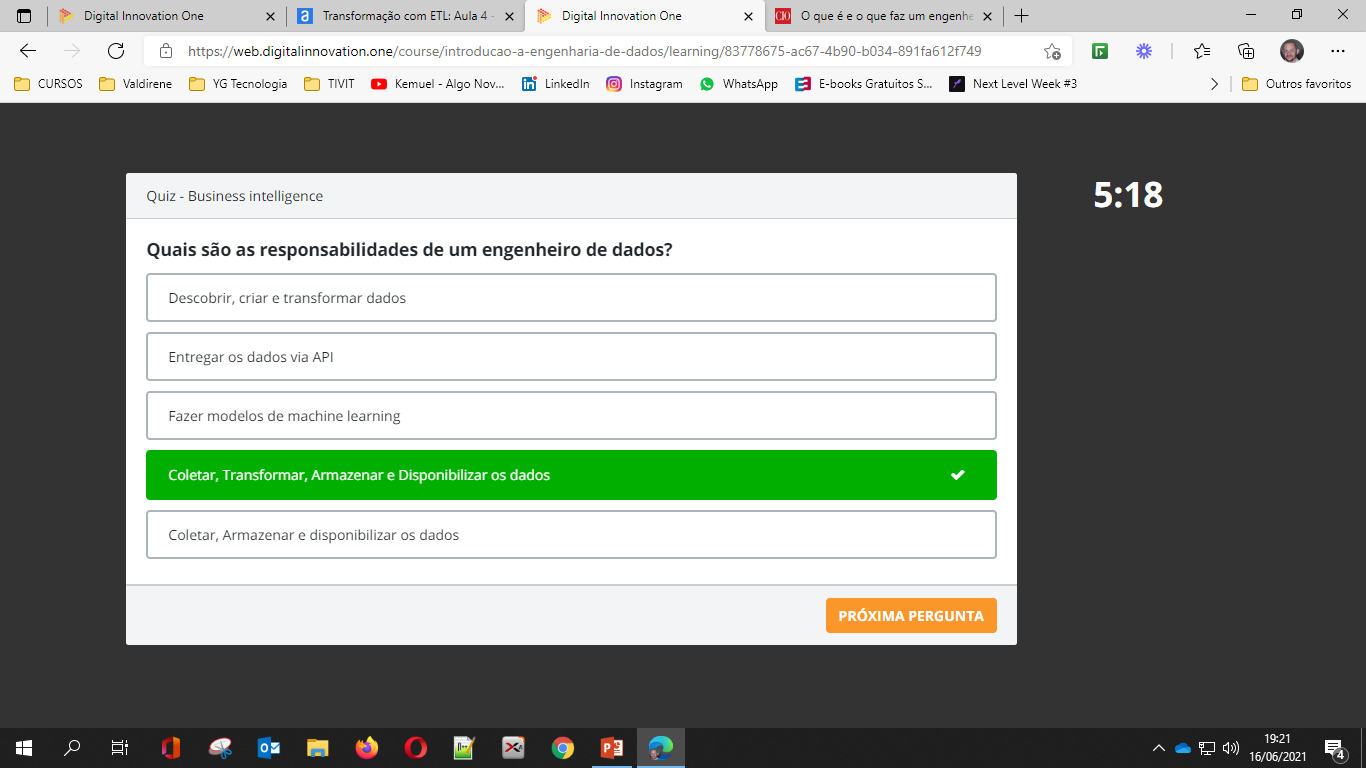 Digital Innovation One
Transformação com ETL: Aula 4 -
Digital Innovation One
CIO O que é e o que faz um engenhe
https://web.digitalinnovation.one/course/introducao-a-engenharia-de-dados/learning/83778675-ac67-4b90-b034-891fa612f749
CURSOS Valdirene YG Tecnologia TIVIT Kemuel - Algo Nov... LinkedIn Instagram WhatsApp E-books Gratuitos S... Next Level Week #3 Outros favoritos
Quiz - Business intelligence
5:18
Quais são as responsabilidades de um engenheiro de dados?
Descobrir, criar e transformar dados
Entregar os dados via API
Fazer modelos de machine learning
Coletar, Transformar, Armazenar e Disponibilizar os dados
Coletar, Armazenar e disponibilizar os dados
PRÓXIMA PERGUNTA
19:21
16/06/2021
4